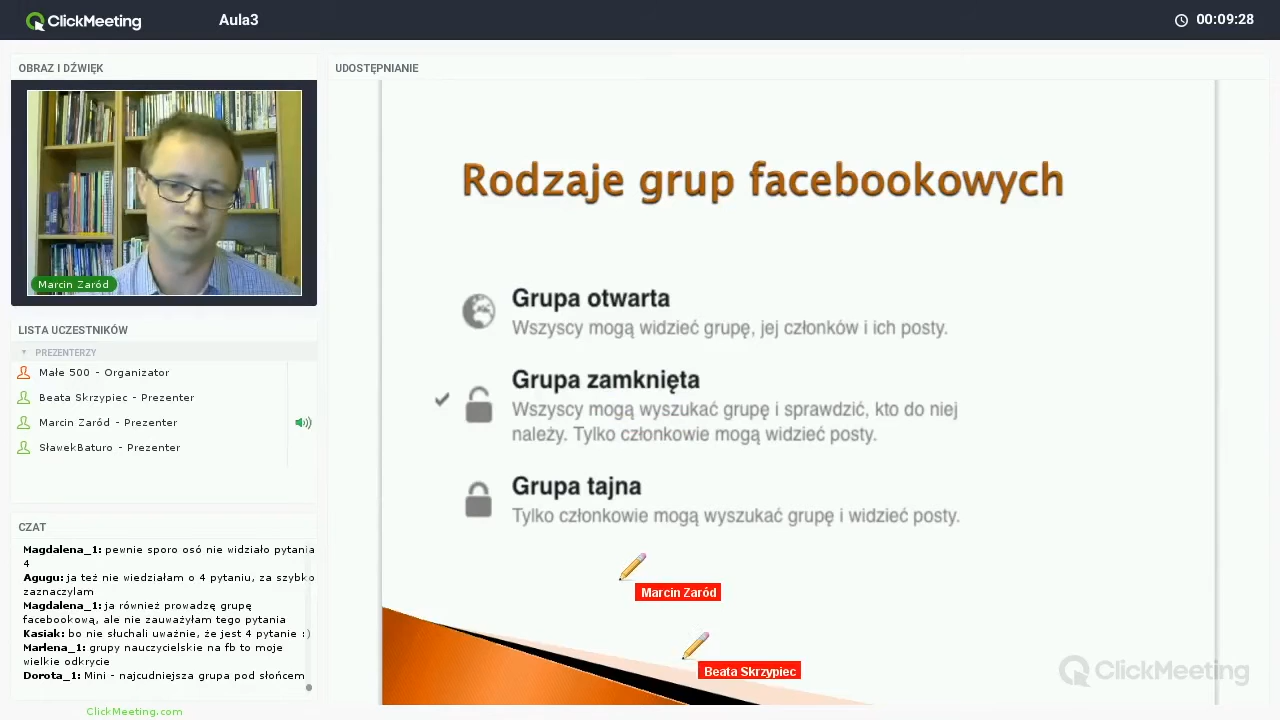 ClickMeeting
Aula3
00:09:28
OBRAZ I DŹWIĘK
Marcin Zaród
LISTA UCZESTNIKÓW
PREZENTERZY
Małe 500 - Organizator
Beata Skrzypiec - Prezenter
Marcin Zaród - Prezenter
SławekBaturo - Prezenter
CZAT
Magdalena_1: pewnie sporo osó nie widziało pytania
4
Agugu: ja też nie wiedziałam o 4 pytaniu, za szybko
zaznaczylam
Magdalena_1: ja również prowadzę grupę
facebookową, ale nie zauważyłam tego pytania
Kasiak: bo nie słuchali uważnie, że jest 4 pytanie :)
Marlena_1: grupy nauczycielskie na fb to moje
wielkie odkrycie
Dorota_1: Mini - najcudniejsza grupa pod słońcem
ClickMeeting.com
UDOSTĘPNIANIE
Rodzaje grup facebookowych
Grupa otwarta
Wszyscy mogą widzieć grupę, jej członków i ich posty.
Grupa zamknięta
Wszyscy mogą wyszukać grupę i sprawdzić, kto do niej
należy. Tylko członkowie mogą widzieć posty.
Grupa tajna
Tylko członkowie mogą wyszukać grupę i widzieć posty.
Marcin Zaród
Beata Skrzypiec
ClickMeeting